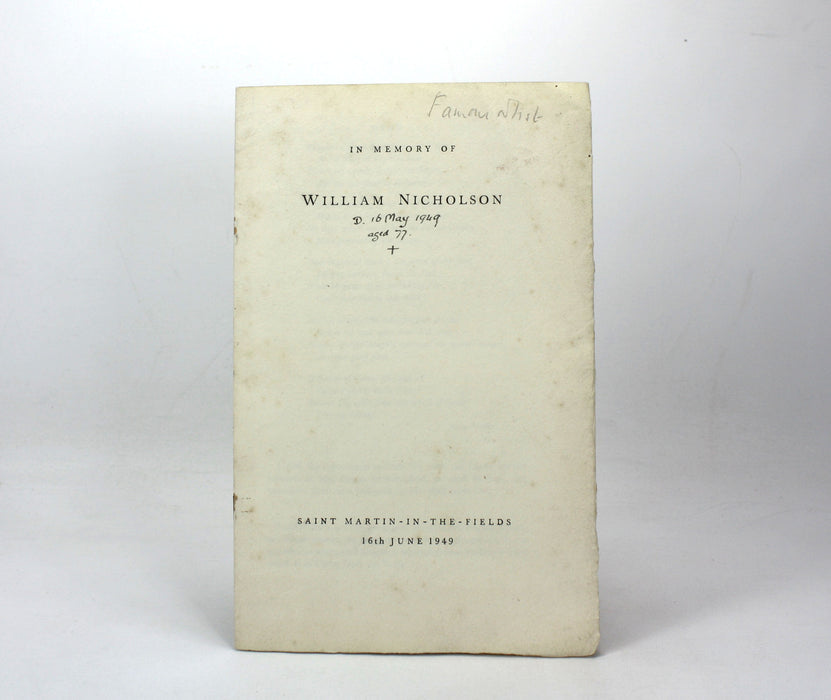 Famous Artist
IN MEMORY OF
WILLIAM NICHOLSON
D. 16 May 1949
aged 77.
SAINT MARTIN-IN-THE-FIELDS
16th JUNE 1949